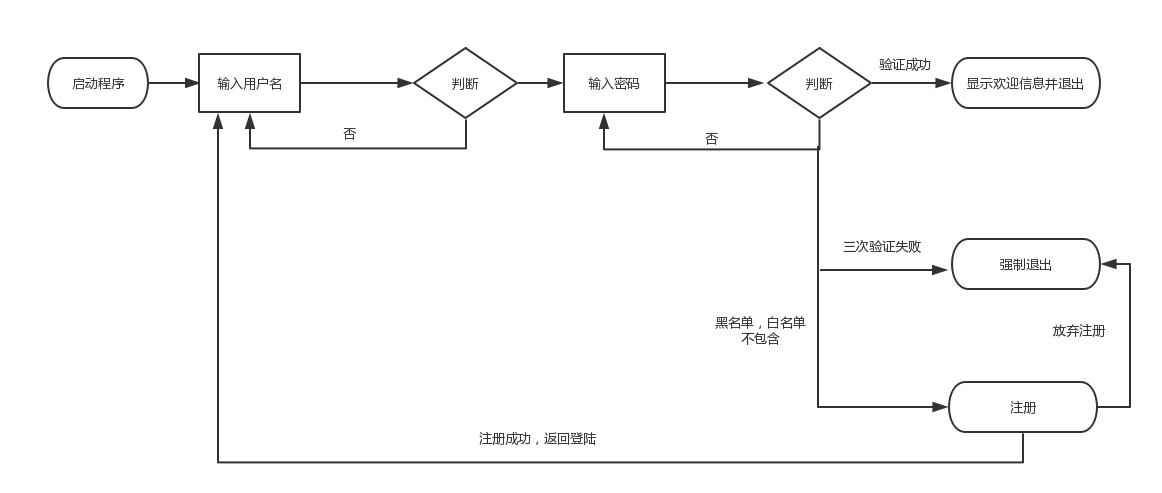 启动程序
输入用户名
判断
输入密码
判断
验证成功
显示欢迎信息并退出
否
否
三次验证失败
强制退出
黑名单，白名单
不包含
放弃注册
注册
注册成功，返回登陆